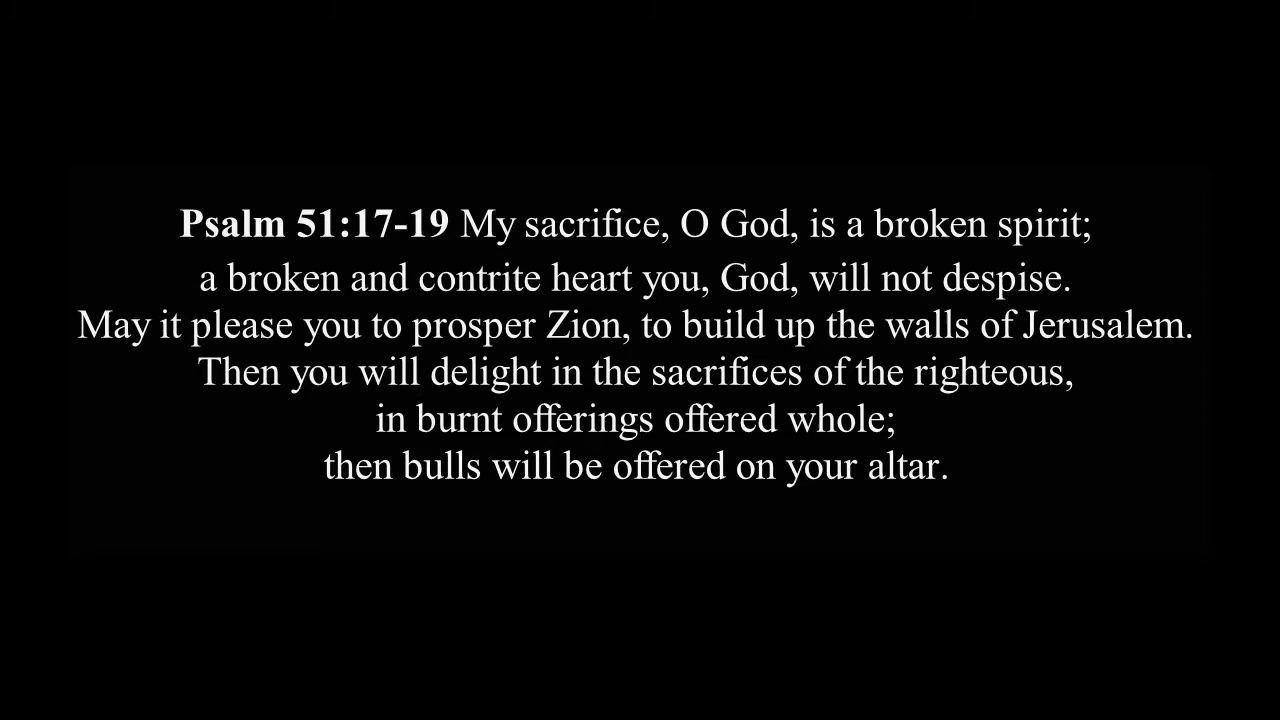 Psalm 51:17-19 My sacrifice, O God, is a broken spirit;
a broken and contrite heart you, God, will not despise.
May it please you to prosper Zion, to build up the walls of Jerusalem.
Then you will delight in the sacrifices of the righteous,
in burnt offerings offered whole;
then bulls will be offered on your altar.